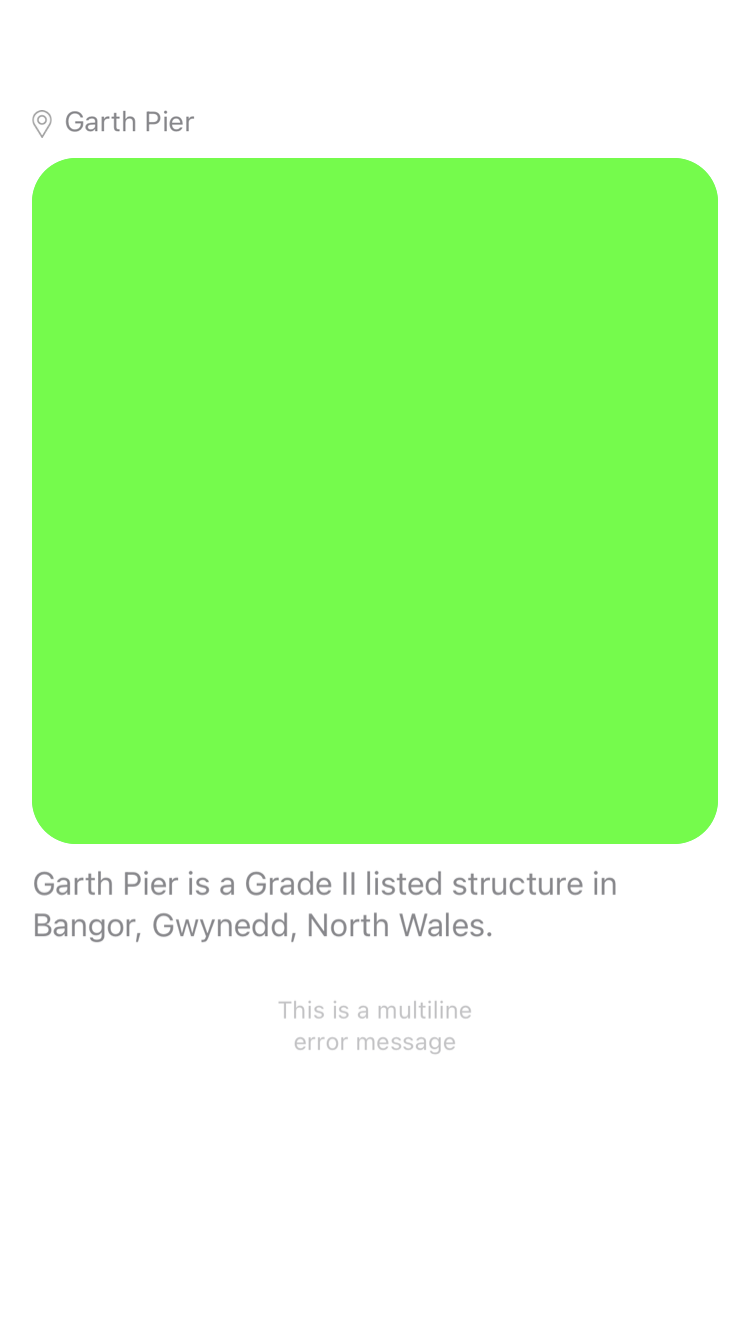 Garth Pier
Garth Pier is a Grade II listed structure in
Bangor, Gwynedd, North Wales.
This is a multiline
error message